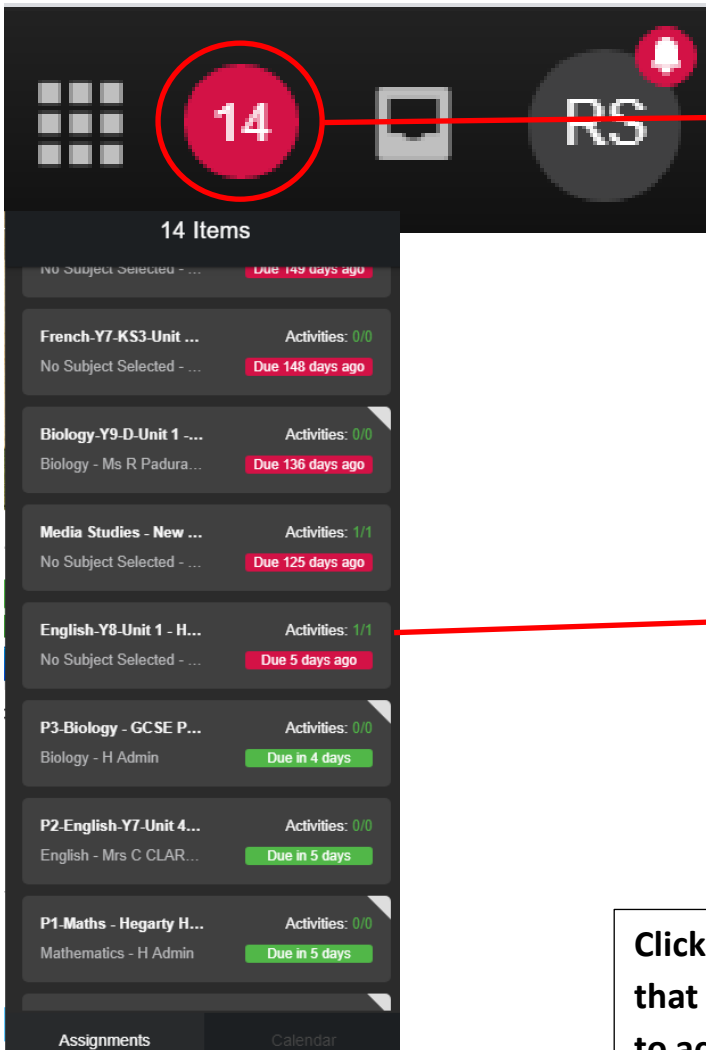 14
RS
14 Items
No Subject Selected - ... Due 149 days ago
French-Y7-KS3-Unit ... Activities: 0/0
No Subject Selected - ... Due 148 days ago
Biology-Y9-D-Unit 1 -... Activities: 0/0
Biology - Ms R Padura... Due 136 days ago
Media Studies - New ... Activities: 1/1
No Subject Selected - ... Due 125 days ago
English-Y8-Unit 1 - H... Activities: 1/1
No Subject Selected - ... Due 5 days ago
P3-Biology - GCSE P... Activities: 0/0
Biology - H Admin Due in 4 days
P2-English-Y7-Unit 4... Activities: 0/0
English - Mrs C CLAR... Due in 5 days
P1-Maths - Hegarty H... Activities: 0/0
Mathematics - H Admin Due in 5 days
Assignments Calendar
Click
that
to